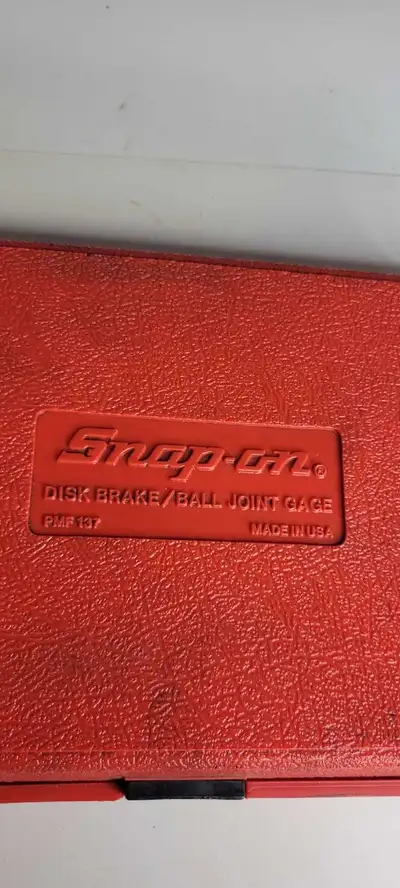 Snap-on®
DISK BRAKE/BALL JOINT GAGE
PMF 137
MADE IN USA